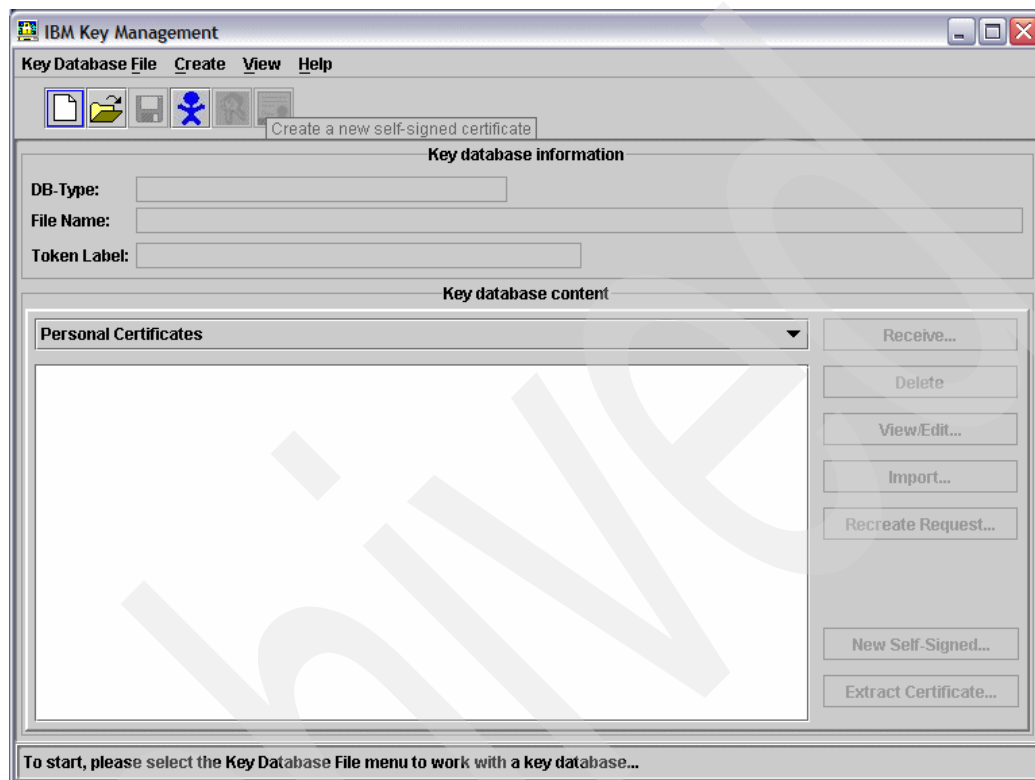 IBM Key Management
Key Database File Create View Help
Create a new self-signed certificate
Key database information
DB-Type:
File Name:
Token Label:
Key database content
Personal Certificates
Receive...
Delete
View/Edit...
Import...
Recreate Request...
New Self-Signed...
Extract Certificate...
To start, please select the Key Database File menu to work with a key database...